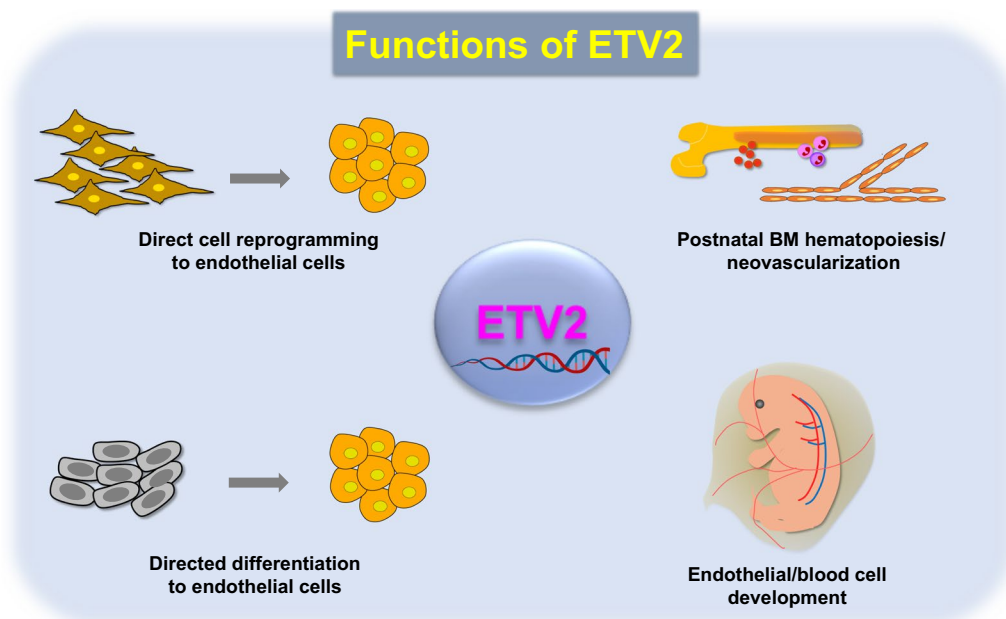 Functions of ETV2
Direct cell reprogramming
to endothelial cells
Postnatal BM hematopoiesis/
neovascularization
ETV2
Directed differentiation
to endothelial cells
Endothelial/blood cell
development